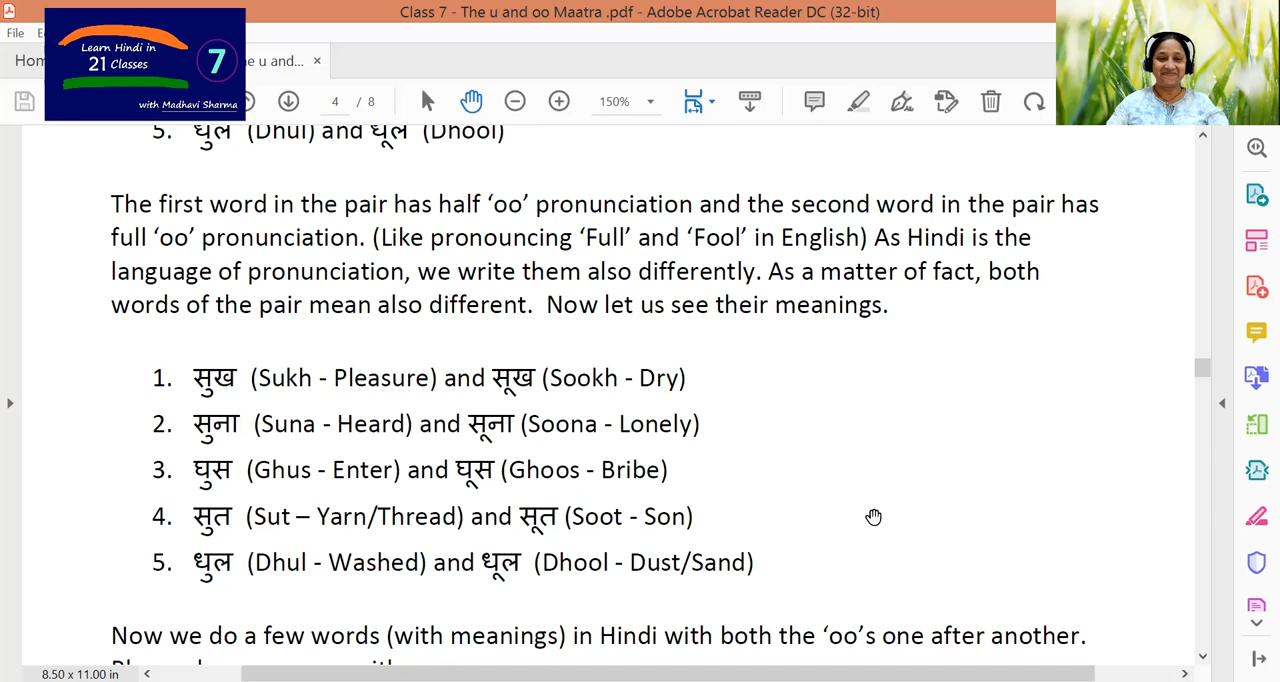 Class 7 - The u and oo Maatra .pdf - Adobe Acrobat Reader DC (32-bit)
File
Learn Hindi in
21 Classes
7
with Madhavi Sharma
Hom
e u and... ×
4 / 8
150%
5. धुल (Dhul) and धूल (Dhool)
The first word in the pair has half ‘oo’ pronunciation and the second word in the pair has
full ‘oo’ pronunciation. (Like pronouncing ‘Full’ and ‘Fool’ in English) As Hindi is the
language of pronunciation, we write them also differently. As a matter of fact, both
words of the pair mean also different. Now let us see their meanings.
1. सुख (Sukh - Pleasure) and सूख (Sookh - Dry)
2. सुना (Suna - Heard) and सूना (Soona - Lonely)
3. घुस (Ghus - Enter) and घूस (Ghoos - Bribe)
4. सुत (Sut – Yarn/Thread) and सूत (Soot - Son)
5. धुल (Dhul - Washed) and धूल (Dhool - Dust/Sand)
Now we do a few words (with meanings) in Hindi with both the ‘oo’s one after another.
8.50 x 11.00 in